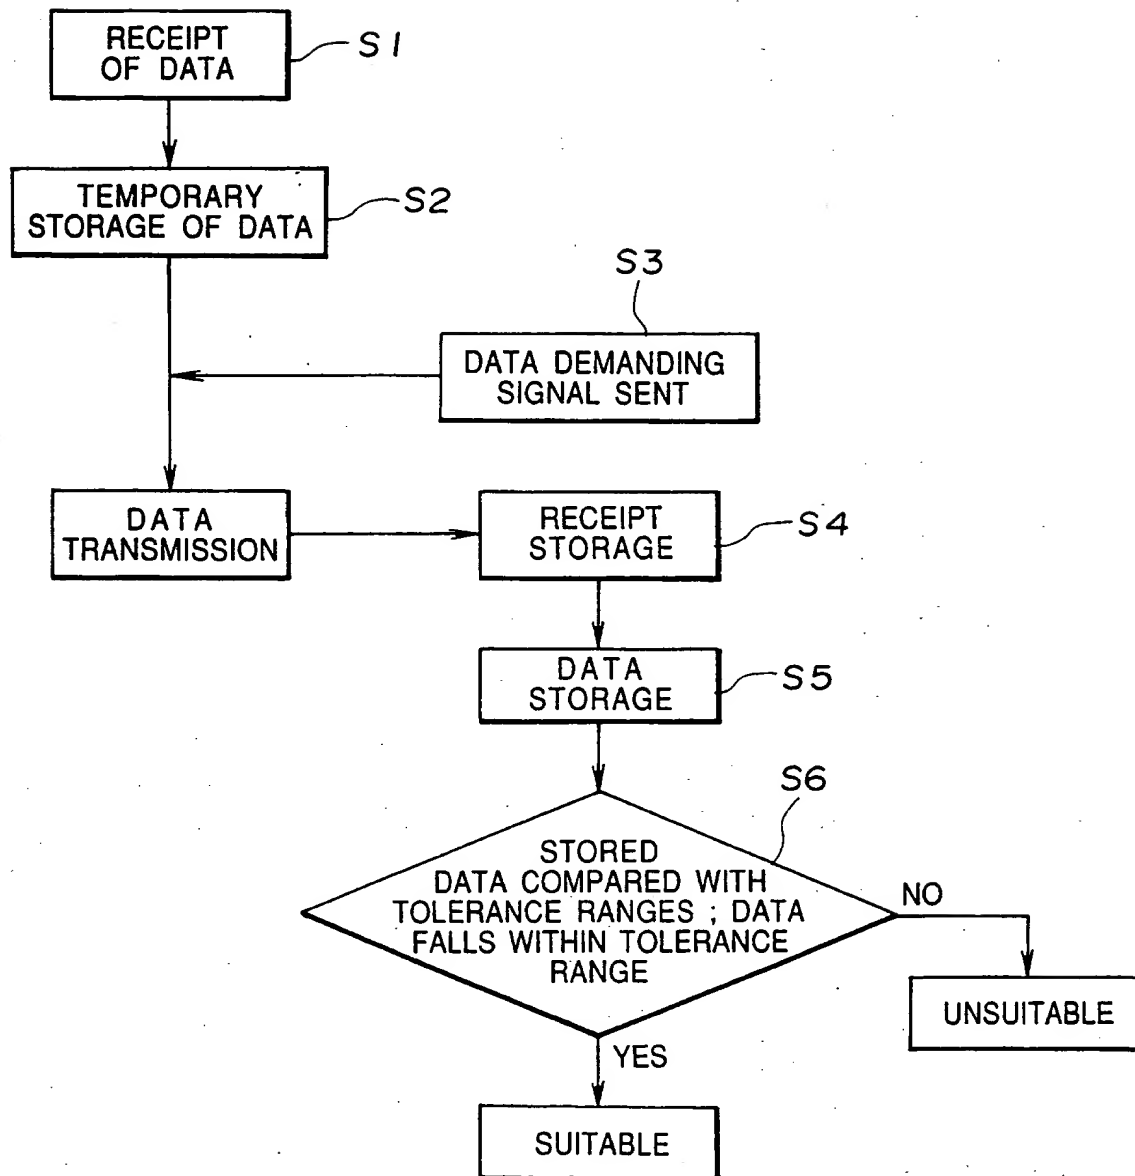 RECEIPT
OF DATA
S1
TEMPORARY
STORAGE OF DATA
S2
S3
DATA DEMANDING
SIGNAL SENT
DATA
TRANSMISSION
RECEIPT
STORAGE
S4
DATA
STORAGE
S5
S6
STORED
DATA COMPARED WITH
TOLERANCE RANGES ; DATA
FALLS WITHIN TOLERANCE
RANGE
NO
UNSUITABLE
YES
SUITABLE